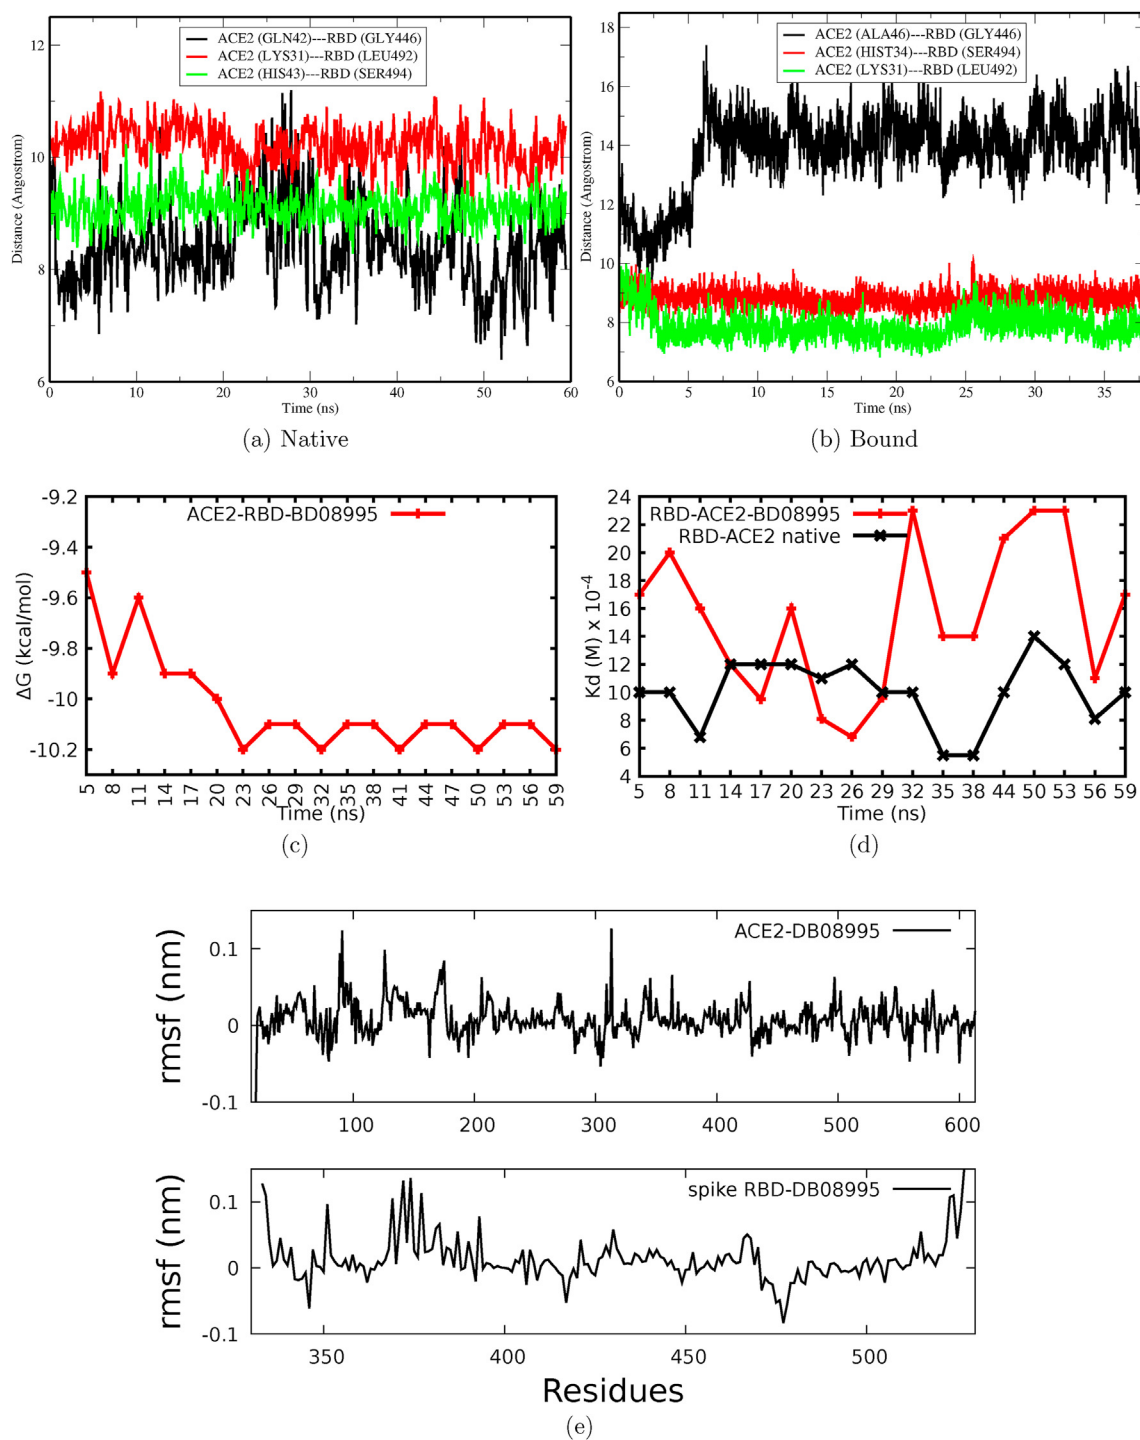 ACE2 (GLN42)---RBD (GLY446)
ACE2 (LYS31)---RBD (LEU492)
ACE2 (HIS43)---RBD (SER494)
12
10
8
6
Distance (Angostrom)
0 10 20 30 40 50 60
Time (ns)
(a) Native
ACE2 (ALA46)---RBD (GLY446)
ACE2 (HIST34)---RBD (SER494)
ACE2 (LYS31)---RBD (LEU492)
18
16
14
12
10
8
6
Distance (Angostrom)
0 5 10 15 20 25 30 35
Time (ns)
(b) Bound
ACE2-RBD-BD08995
-9.2
-9.4
-9.6
-9.8
-10
-10.2
ΔG (kcal/mol)
5 8 11 14 17 20 23 26 29 32 35 38 41 44 47 50 53 56 59
Time (ns)
(c)
RBD-ACE2-BD08995
RBD-ACE2 native
24
22
20
18
16
14
12
10
8
6
4
Kd (M) x 10⁻⁴
5 8 11 14 17 20 23 26 29 32 35 38 44 50 53 56 59
Time (ns)
(d)
ACE2-DB08995
0.1
0
-0.1
rmsf (nm)
100 200 300 400 500 600
spike RBD-DB08995
0.1
0
-0.1
rmsf (nm)
350 400 450 500
Residues
(e)